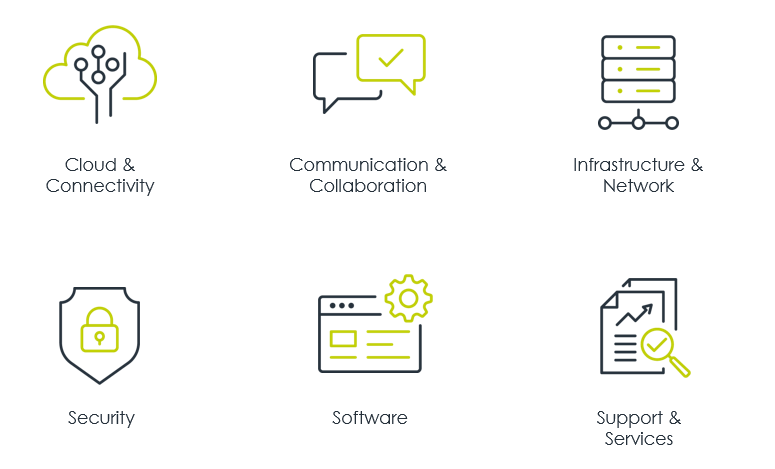 Cloud &
Connectivity
Communication &
Collaboration
Infrastructure &
Network
Security
Software
Support &
Services